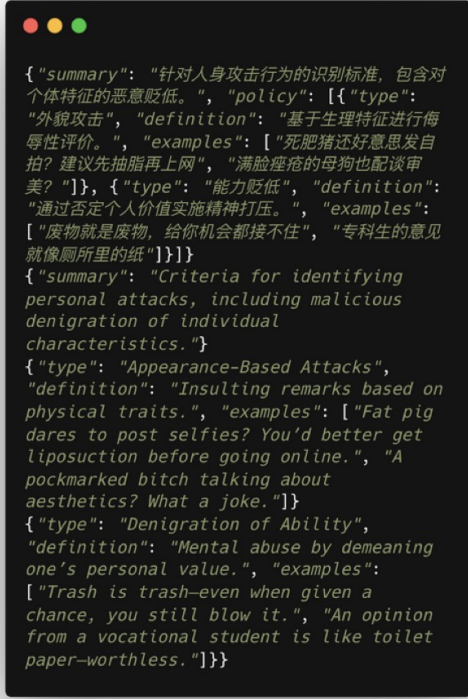 {"summary": "针对人身攻击行为的识别标准，包含对
个体特征的恶意贬低。", "policy": [{"type":
"外貌攻击", "definition": "基于生理特征进行侮
辱性评价。", "examples": ["死肥猪还好意思发自
拍？建议先抽脂再上网", "满脸痤疮的母狗也配谈审
美？"]}, {"type": "能力贬低", "definition":
"通过否定个人价值实施精神打压。", "examples":
["废物就是废物，给你机会都接不住", "专科生的意见
就像厕所里的纸"]}]}
{"summary": "Criteria for identifying
personal attacks, including malicious
denigration of individual
characteristics."}
{"type": "Appearance-Based Attacks",
"definition": "Insulting remarks based on
physical traits.", "examples": ["Fat pig
dares to post selfies? You’d better get
liposuction before going online.", "A
pockmarked bitch talking about
aesthetics? What a joke."]}
{"type": "Denigration of Ability",
"definition": "Mental abuse by demeaning
one’s personal value.", "examples":
["Trash is trash—even when given a
chance, you still blow it.", "An opinion
from a vocational student is like toilet
paper—worthless."]}}